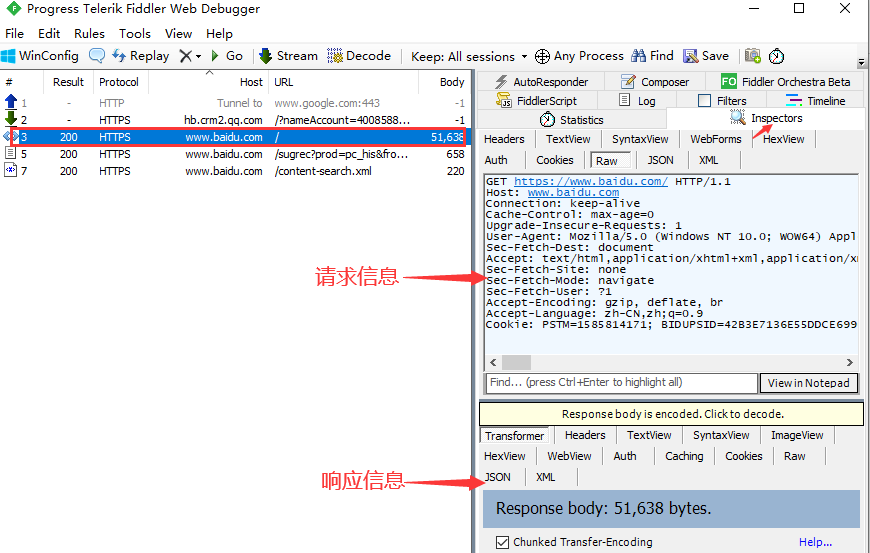 Progress Telerik Fiddler Web Debugger
File Edit Rules Tools View Help
WinConfig Replay Go Stream Decode Keep: All sessions Any Process Find Save
# Result Protocol Host URL Body
1 - HTTP Tunnel to www.google.com:443 -1
2 - HTTPS hb.crm2.qq.com /?nameAccount=4008588... -1
3 200 HTTPS www.baidu.com / 51,638
5 200 HTTPS www.baidu.com /sugrec?prod=pc_his&fro... 658
7 200 HTTPS www.baidu.com /content-search.xml 220
请求信息
响应信息
AutoResponder Composer FO Fiddler Orchestra Beta
FiddlerScript Log Filters Timeline
Statistics Inspectors
Headers TextView SyntaxView WebForms HexView
Auth Cookies Raw JSON XML
GET https://www.baidu.com/ HTTP/1.1
Host: www.baidu.com
Connection: keep-alive
Cache-Control: max-age=0
Upgrade-Insecure-Requests: 1
User-Agent: Mozilla/5.0 (Windows NT 10.0; WOW64) Appl
Sec-Fetch-Dest: document
Accept: text/html,application/xhtml+xml,application/xm
Sec-Fetch-Site: none
Sec-Fetch-Mode: navigate
Sec-Fetch-User: ?1
Accept-Encoding: gzip, deflate, br
Accept-Language: zh-CN,zh;q=0.9
Cookie: PSTM=1585814171; BIDUPSID=42B3E7136E55DDCE699
Find... (press Ctrl+Enter to highlight all) View in Notepad
Response body is encoded. Click to decode.
Transformer Headers TextView SyntaxView ImageView
HexView WebView Auth Caching Cookies Raw
JSON XML
Response body: 51,638 bytes.
Chunked Transfer-Encoding Help...